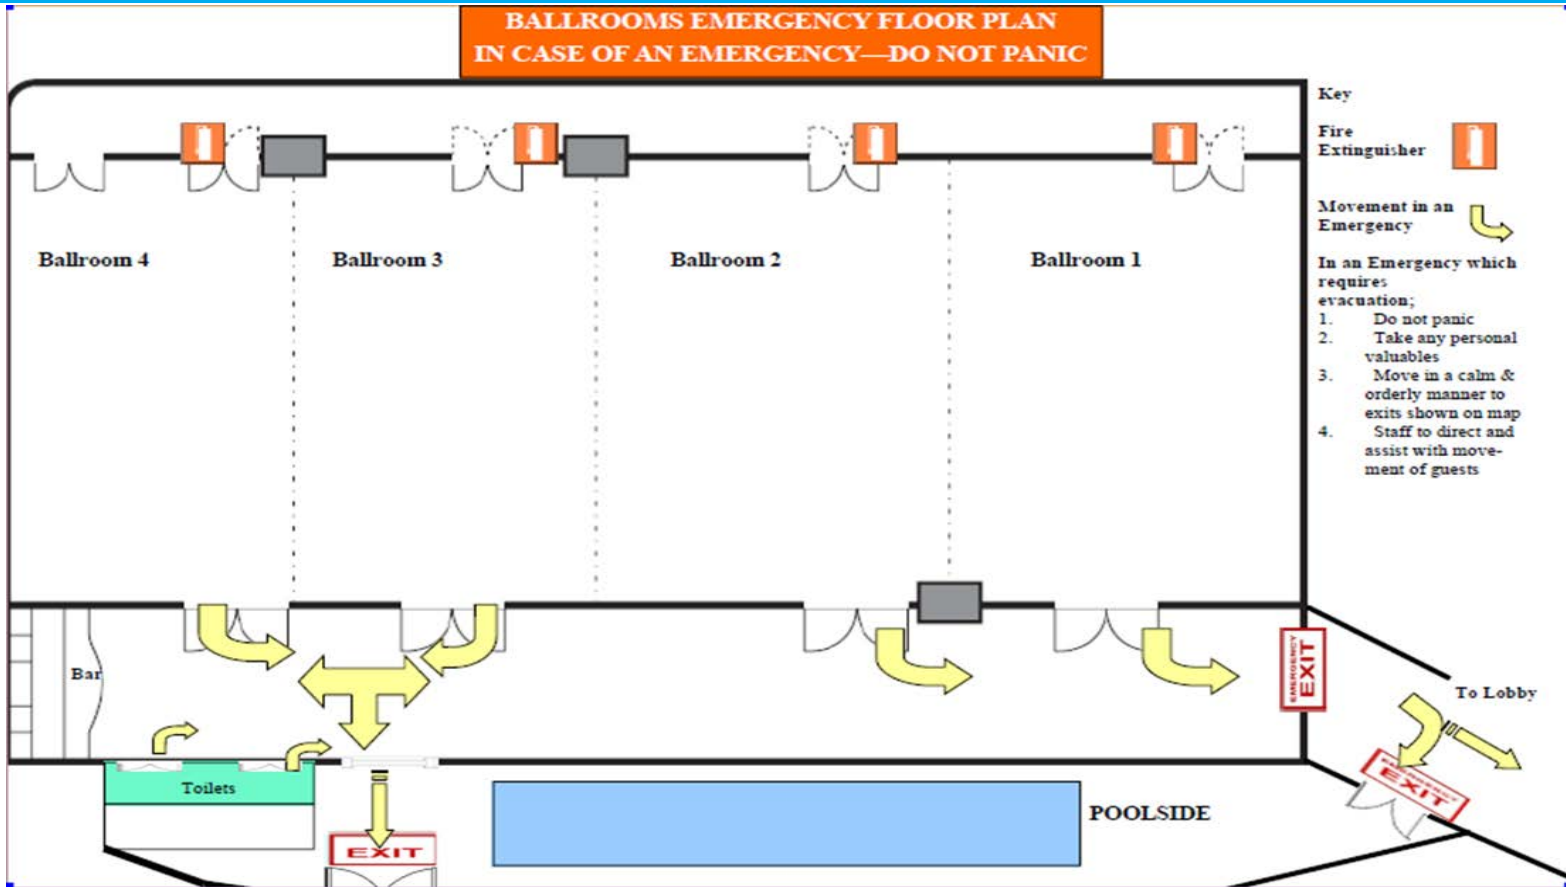 BALLROOMS EMERGENCY FLOOR PLAN
IN CASE OF AN EMERGENCY—DO NOT PANIC
Key
Fire
Extinguisher
Movement in an
Emergency
In an Emergency which
requires
evacuation;
1. Do not panic
2. Take any personal
valuables
3. Move in a calm &
orderly manner to
exits shown on map
4. Staff to direct and
assist with move-
ment of guests
Ballroom 4
Ballroom 3
Ballroom 2
Ballroom 1
Bar
EMERGENCY
EXIT
To Lobby
EMERGENCY
EXIT
Toilets
POOLSIDE
EXIT